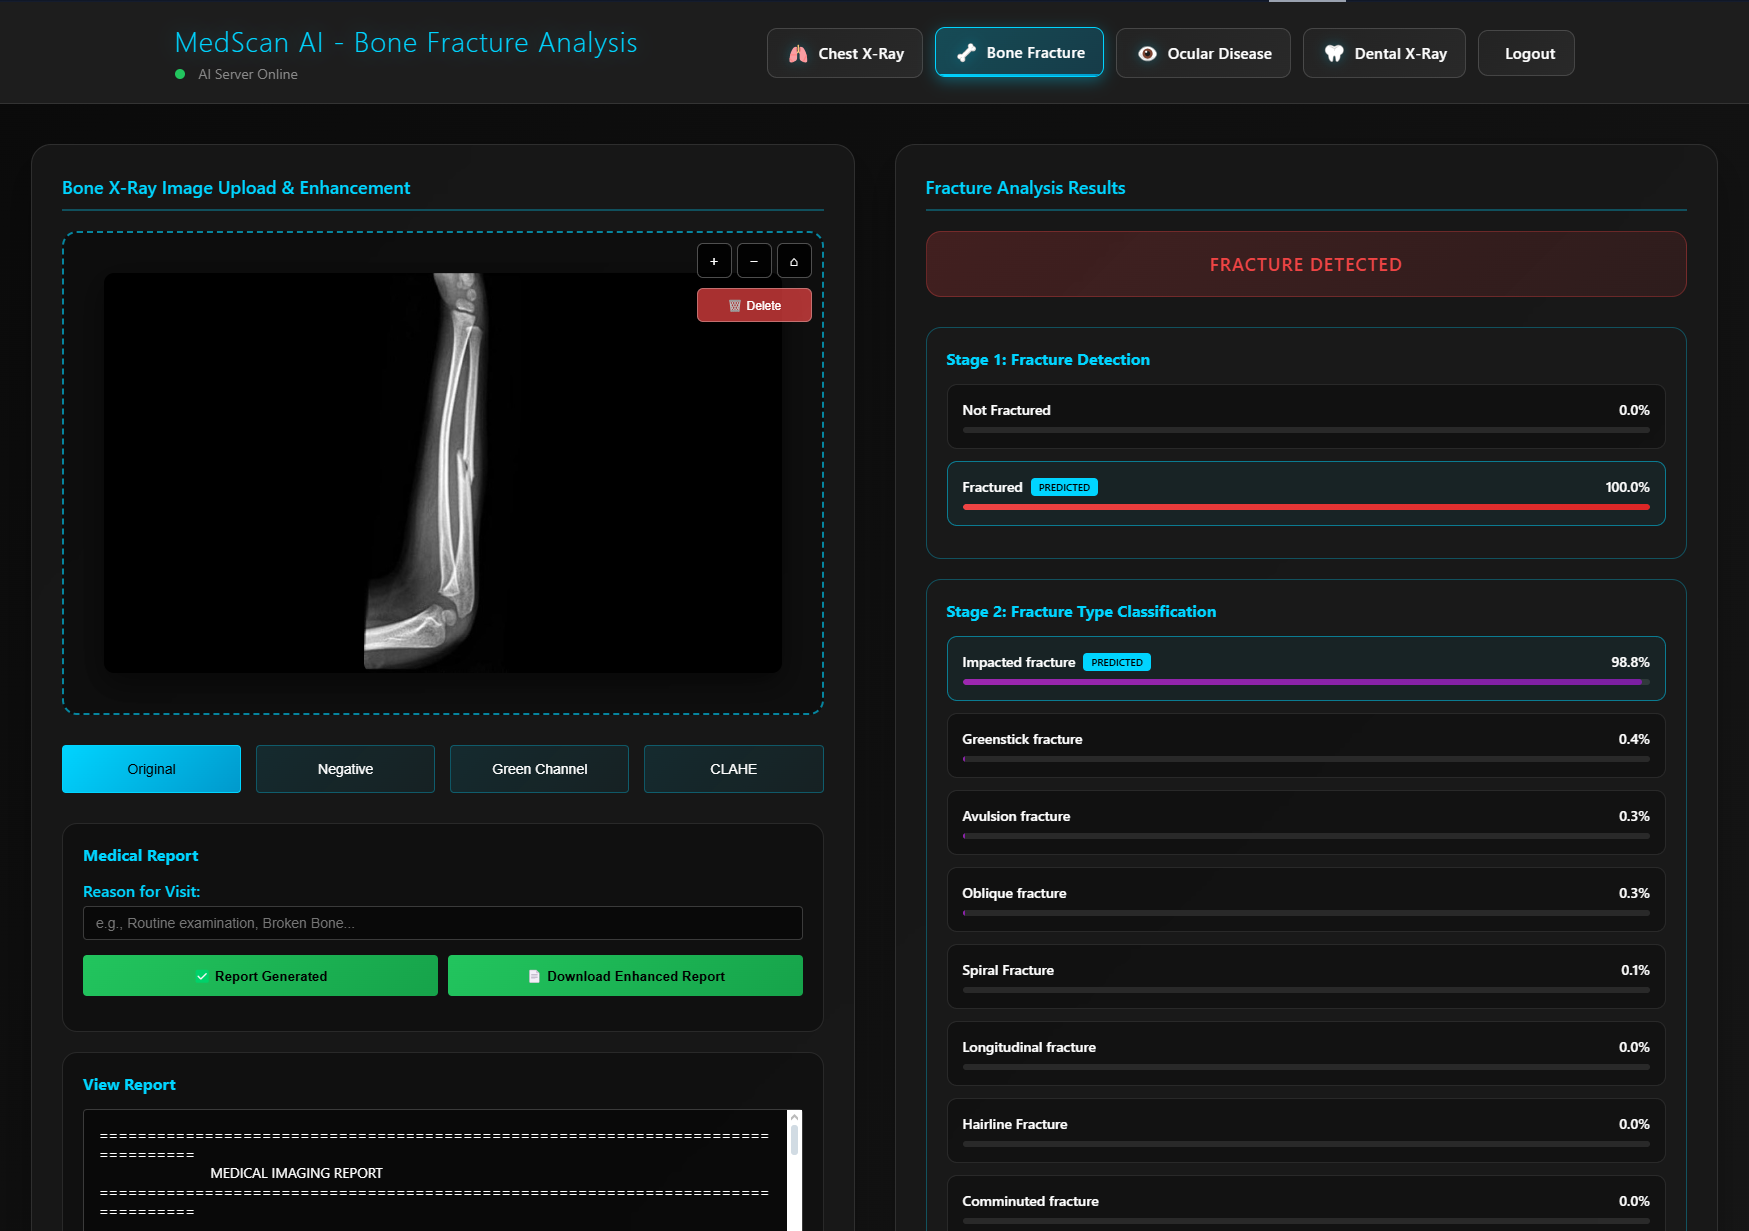 MedScan AI - Bone Fracture Analysis
AI Server Online
Chest X-Ray
Bone Fracture
Ocular Disease
Dental X-Ray
Logout
Bone X-Ray Image Upload & Enhancement
+
−
⌂
Delete
Original
Negative
Green Channel
CLAHE
Medical Report
Reason for Visit:
e.g., Routine examination, Broken Bone...
Report Generated
Download Enhanced Report
View Report
======================================================================
==========
MEDICAL IMAGING REPORT
======================================================================
==========
Fracture Analysis Results
FRACTURE DETECTED
Stage 1: Fracture Detection
Not Fractured 0.0%
Fractured PREDICTED 100.0%
Stage 2: Fracture Type Classification
Impacted fracture PREDICTED 98.8%
Greenstick fracture 0.4%
Avulsion fracture 0.3%
Oblique fracture 0.3%
Spiral Fracture 0.1%
Longitudinal fracture 0.0%
Hairline Fracture 0.0%
Comminuted fracture 0.0%